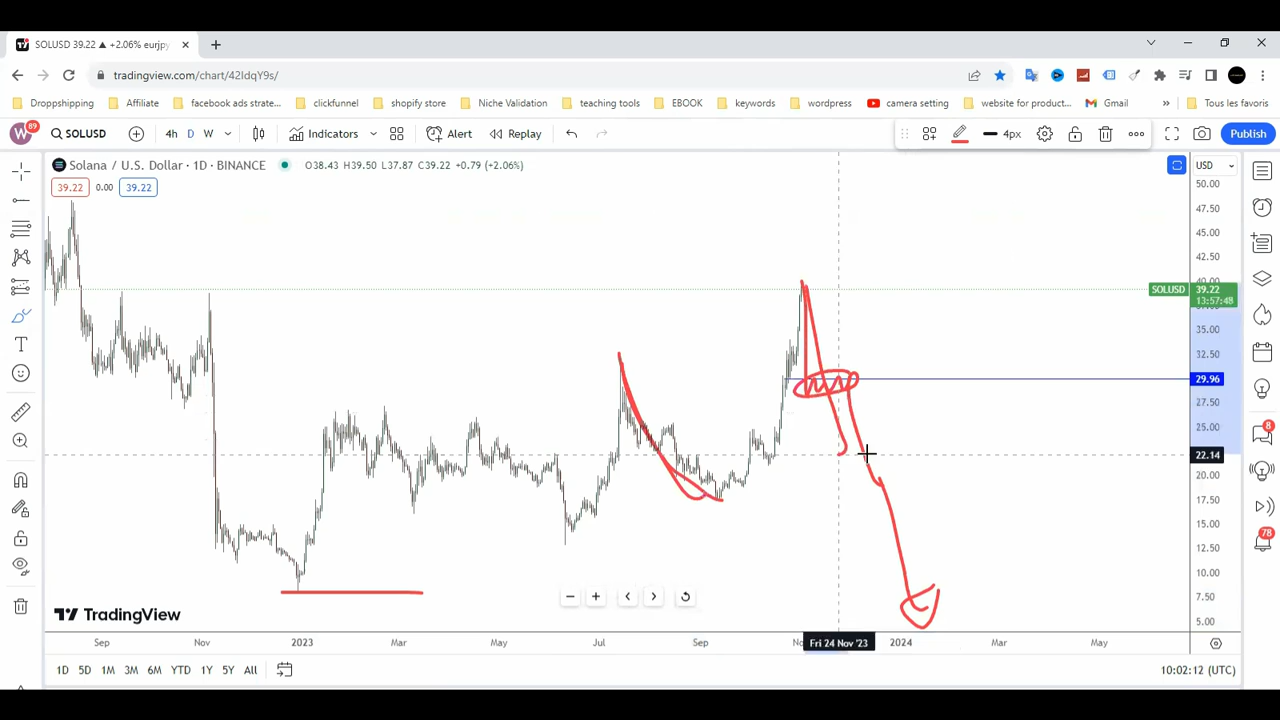 SOLUSD 39.22 ▲ +2.06% eurjpy
tradingview.com/chart/42ldqY9s/
Droppshipping Affiliate facebook ads strate... clickfunnel shopify store Niche Validation teaching tools EBOOK keywords wordpress camera setting website for product... Gmail » Tous les favoris
W 89 SOLUSD 4h D W Indicators Alert Replay 4px Publish
Solana / U.S. Dollar · 1D · BINANCE O38.43 H39.50 L37.87 C39.22 +0.79 (+2.06%) USD
39.22 0.00 39.22
50.00
47.50
45.00
42.50
SOLUSD 39.22
13:57:48
35.00
32.50
29.96
27.50
25.00
22.14
20.00
17.50
15.00
12.50
10.00
7.50
5.00
8
78
TradingView
Sep Nov 2023 Mar May Jul Sep Fri 24 Nov '23 2024 Mar May
1D 5D 1M 3M 6M YTD 1Y 5Y All 10:02:12 (UTC)